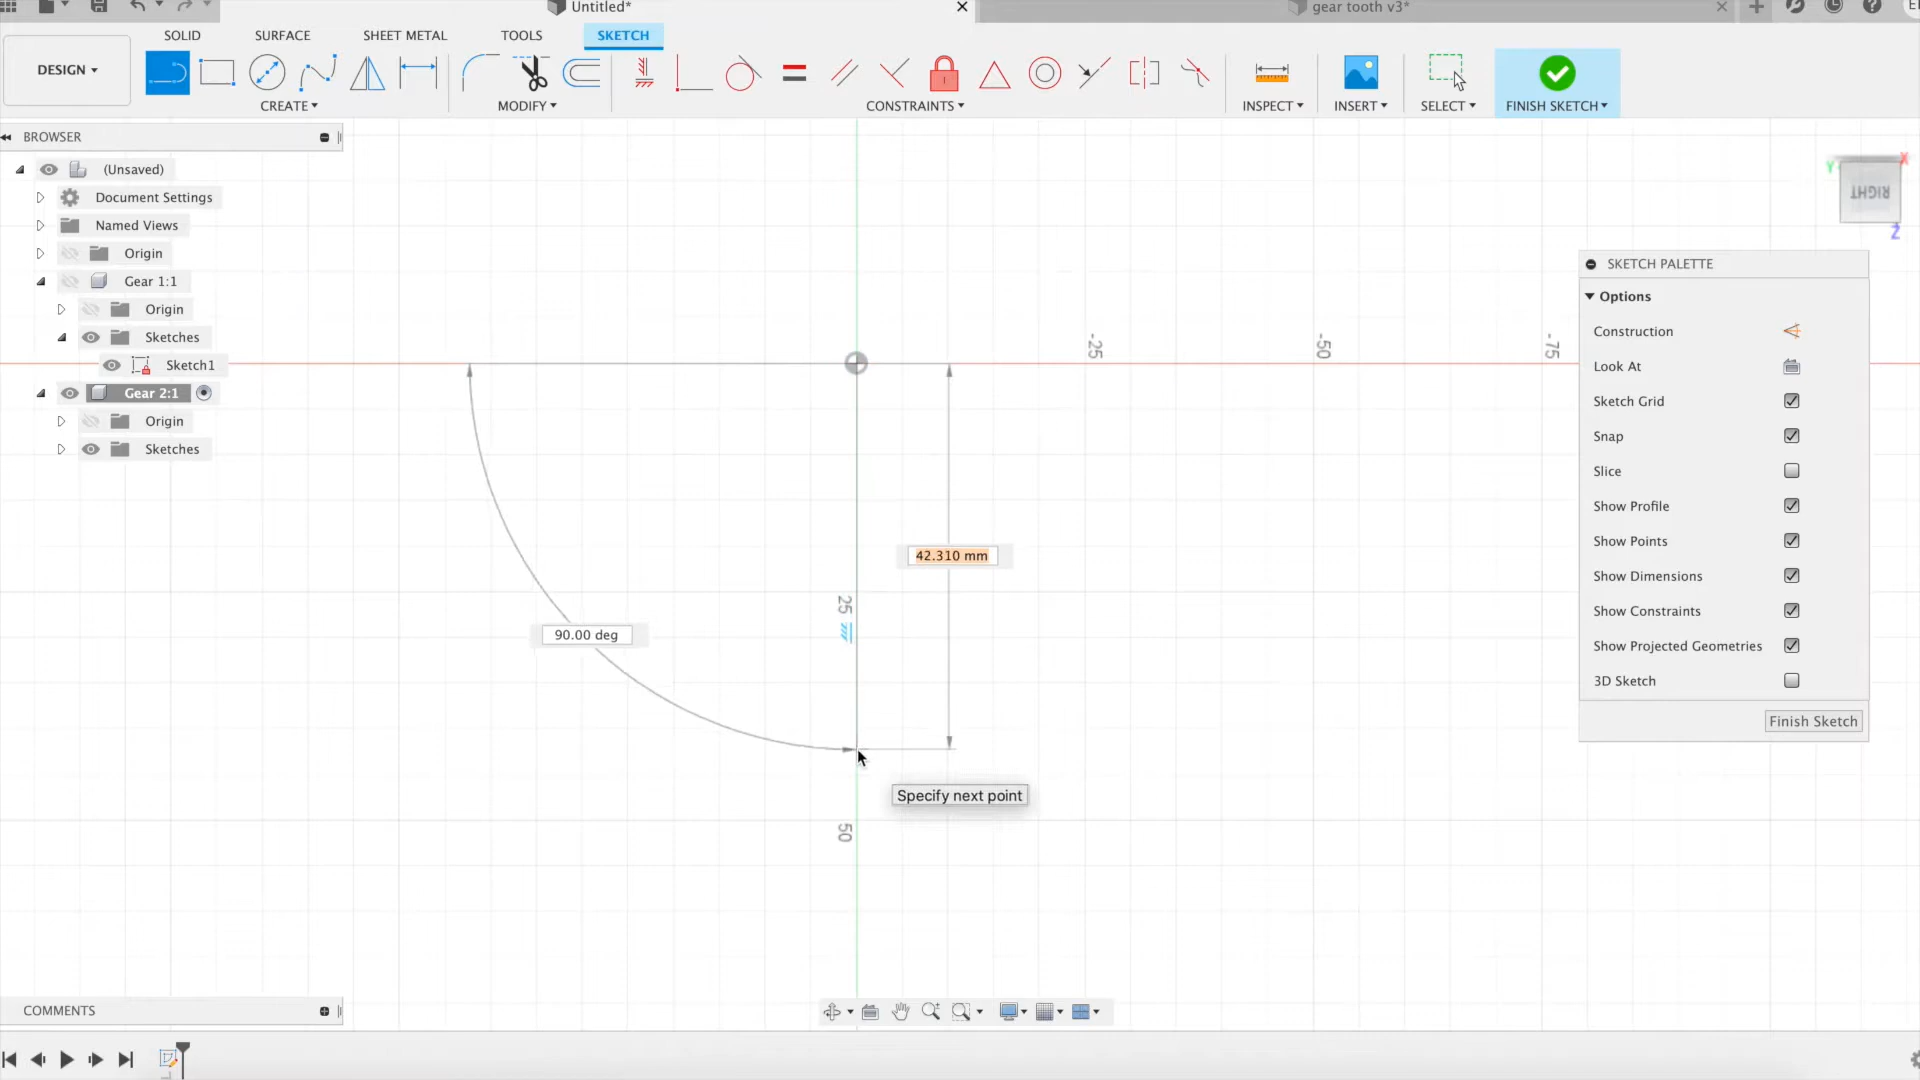 Untitled*
gear tooth v3*
SOLID
SURFACE
SHEET METAL
TOOLS
SKETCH
DESIGN
CREATE
MODIFY
CONSTRAINTS
INSPECT
INSERT
SELECT
FINISH SKETCH
BROWSER
(Unsaved)
Document Settings
Named Views
Origin
Gear 1:1
Origin
Sketches
Sketch1
Gear 2:1
Origin
Sketches
-25
-50
-75
42.310 mm
25
90.00 deg
Specify next point
50
Y
X
RIGHT
Z
SKETCH PALETTE
Options
Construction
Look At
Sketch Grid
Snap
Slice
Show Profile
Show Points
Show Dimensions
Show Constraints
Show Projected Geometries
3D Sketch
Finish Sketch
COMMENTS